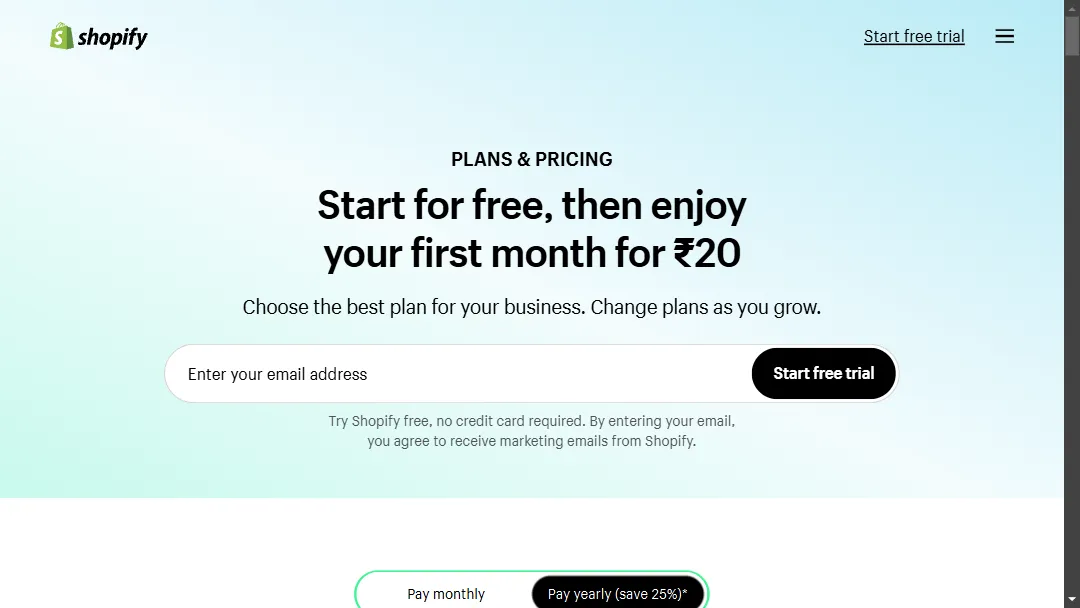 shopify
Start free trial
PLANS & PRICING
Start for free, then enjoy
your first month for ₹20
Choose the best plan for your business. Change plans as you grow.
Enter your email address
Start free trial
Try Shopify free, no credit card required. By entering your email,
you agree to receive marketing emails from Shopify.
Pay monthly
Pay yearly (save 25%)*